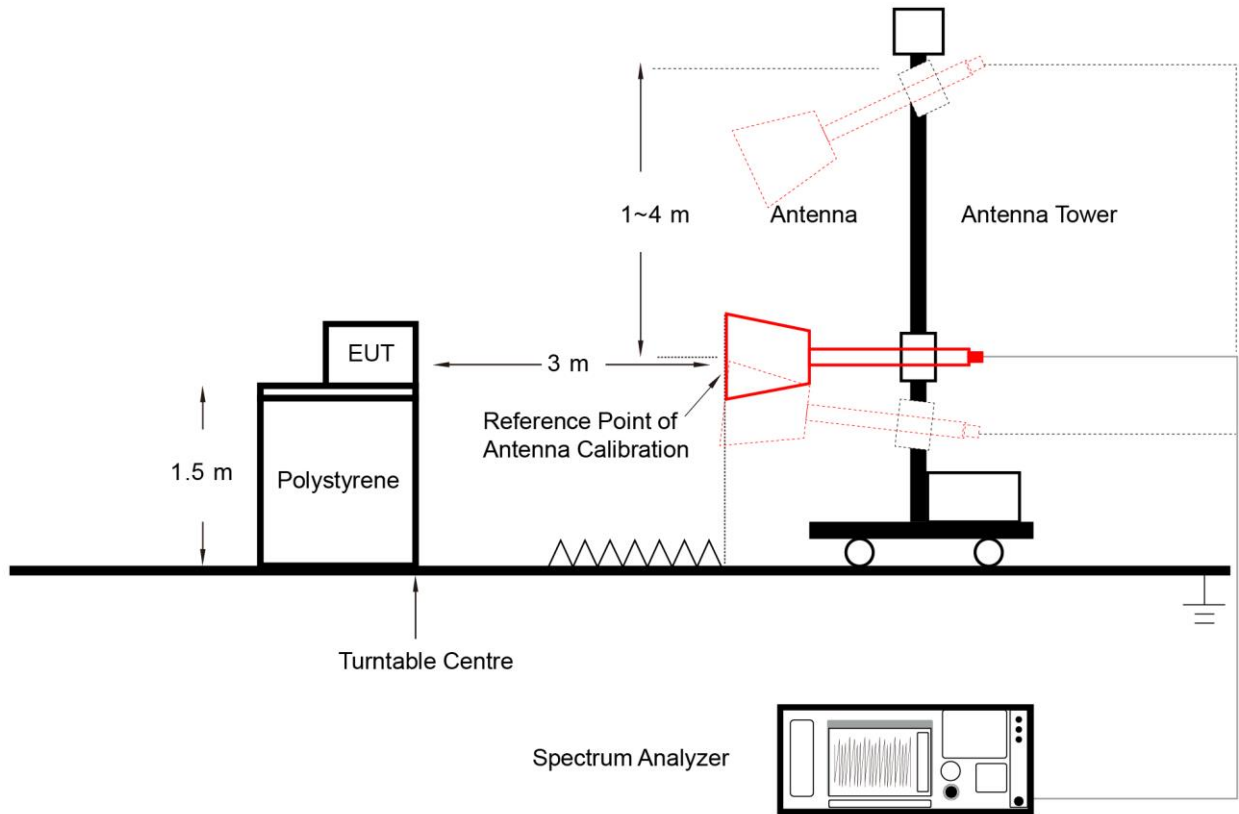 1~4 m
Antenna
Antenna Tower
EUT
3 m
Reference Point of
Antenna Calibration
1.5 m
Polystyrene
Turntable Centre
Spectrum Analyzer